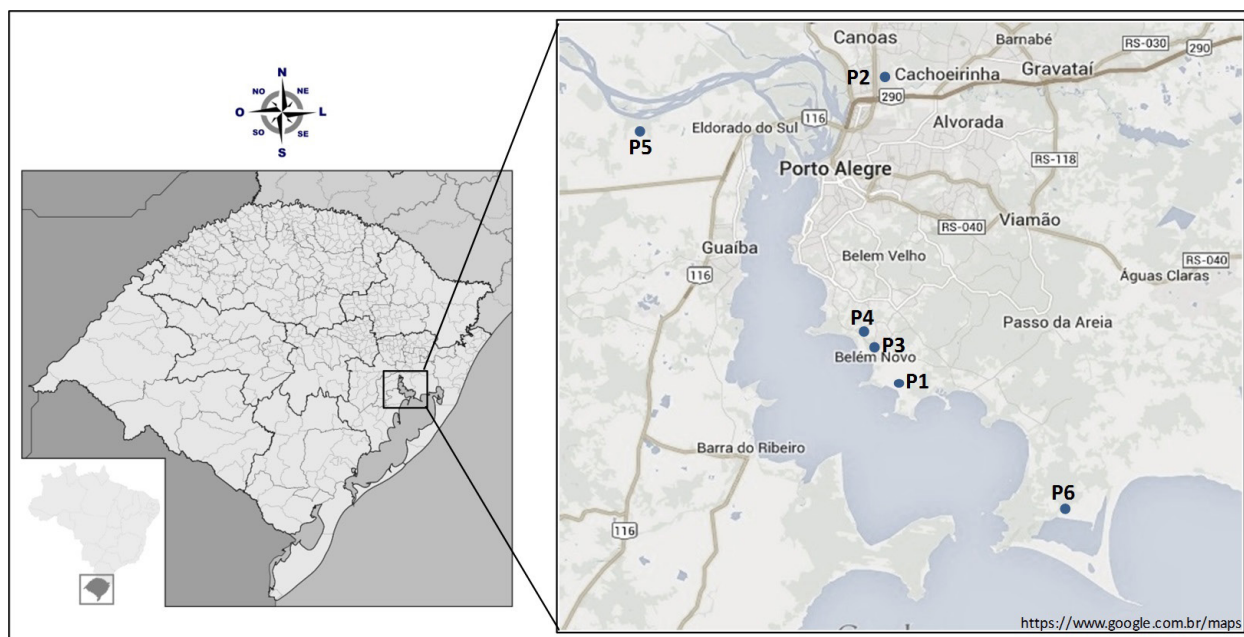 N
NO
NE
O
L
SO
SE
S
Canoas
Barnabé
RS-030
290
P2
Cachoeirinha
Gravataí
290
116
Alvorada
Eldorado do Sul
P5
Porto Alegre
RS-118
Viamão
RS-040
Guaíba
Belem Velho
RS-040
116
Águas Claras
P4
Passo da Areia
P3
Belém Novo
P1
Barra do Ribeiro
P6
116
https://www.google.com.br/maps